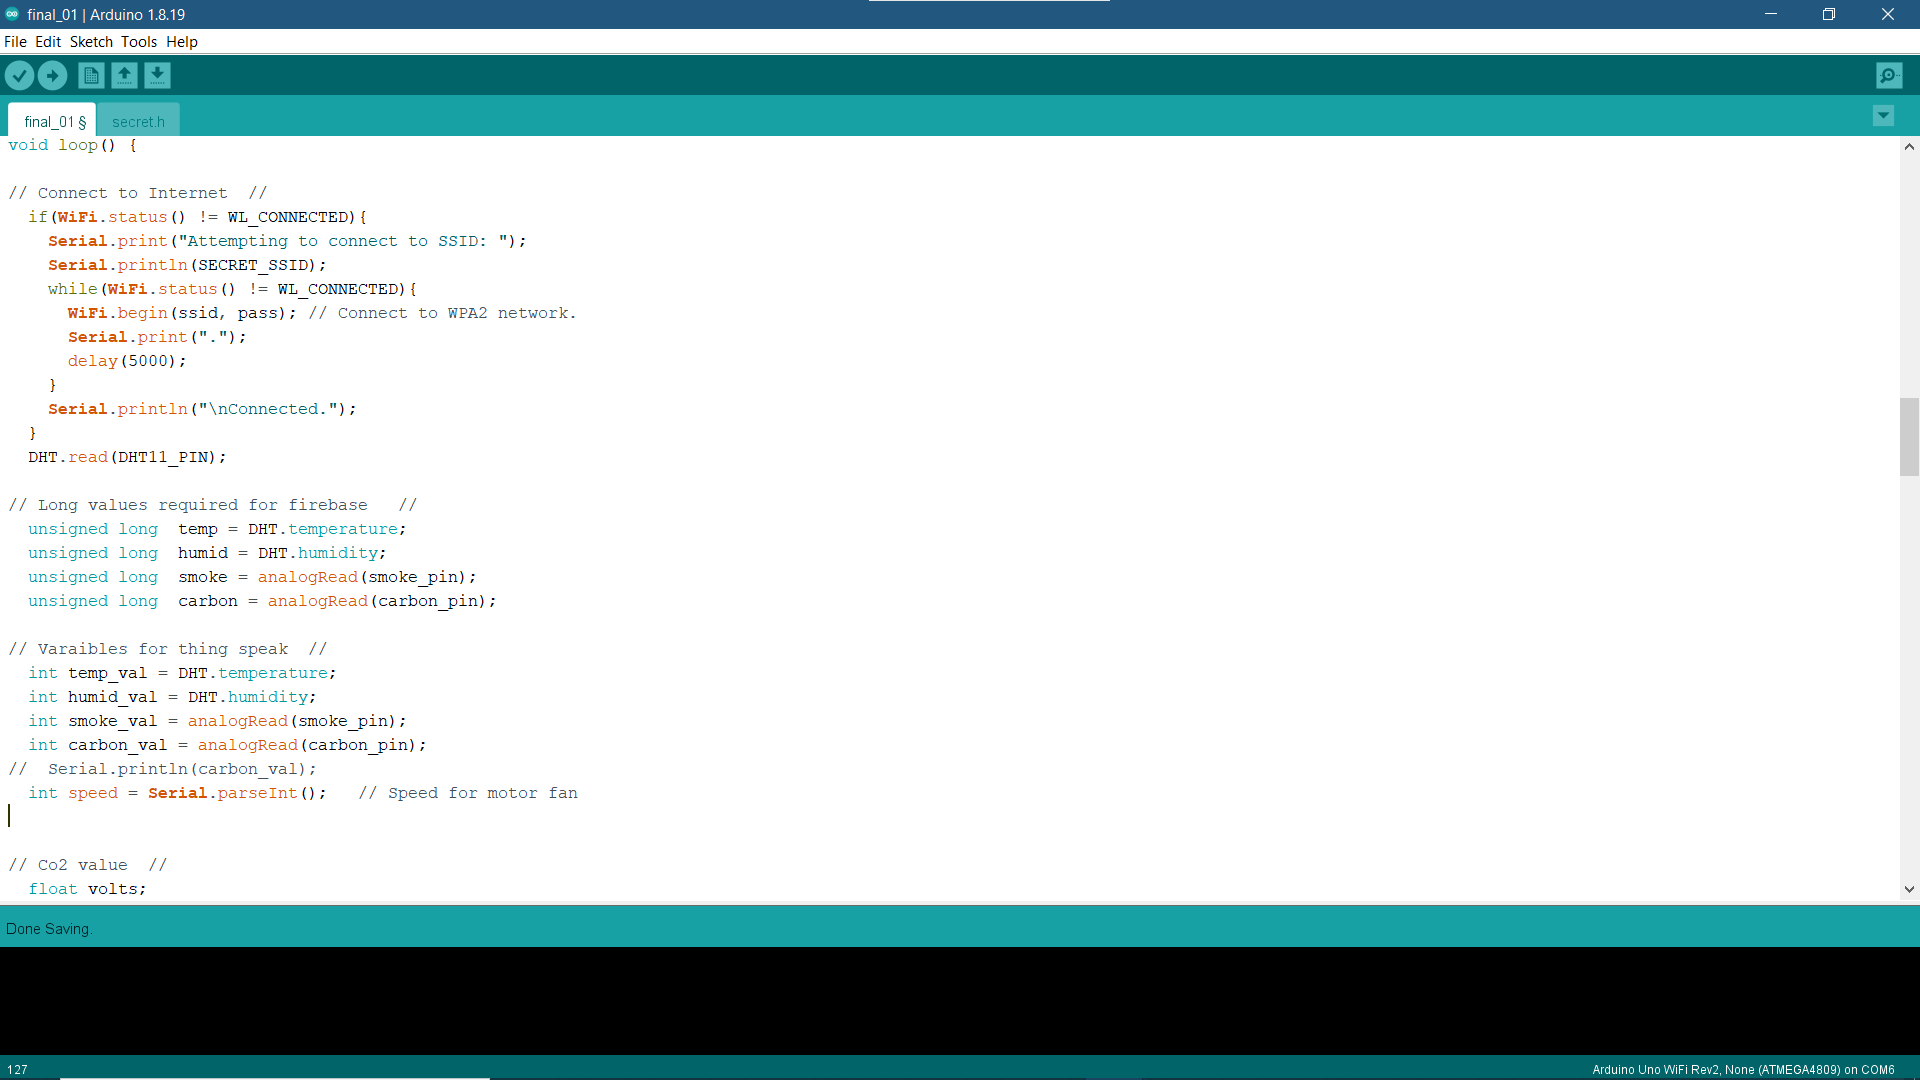 final_01 | Arduino 1.8.19
File Edit Sketch Tools Help
final_01 §
secret.h
void loop() {
// Connect to Internet  //
  if(WiFi.status() != WL_CONNECTED){
    Serial.print("Attempting to connect to SSID: ");
    Serial.println(SECRET_SSID);
    while(WiFi.status() != WL_CONNECTED){
      WiFi.begin(ssid, pass); // Connect to WPA2 network.
      Serial.print(".");
      delay(5000);
    }
    Serial.println("\nConnected.");
  }
  DHT.read(DHT11_PIN);
// Long values required for firebase   //
  unsigned long  temp = DHT.temperature;
  unsigned long  humid = DHT.humidity;
  unsigned long  smoke = analogRead(smoke_pin);
  unsigned long  carbon = analogRead(carbon_pin);
// Varaibles for thing speak  //
  int temp_val = DHT.temperature;
  int humid_val = DHT.humidity;
  int smoke_val = analogRead(smoke_pin);
  int carbon_val = analogRead(carbon_pin);
//  Serial.println(carbon_val);
  int speed = Serial.parseInt();   // Speed for motor fan
// Co2 value  //
  float volts;
Done Saving.
127
Arduino Uno WiFi Rev2, None (ATMEGA4809) on COM6